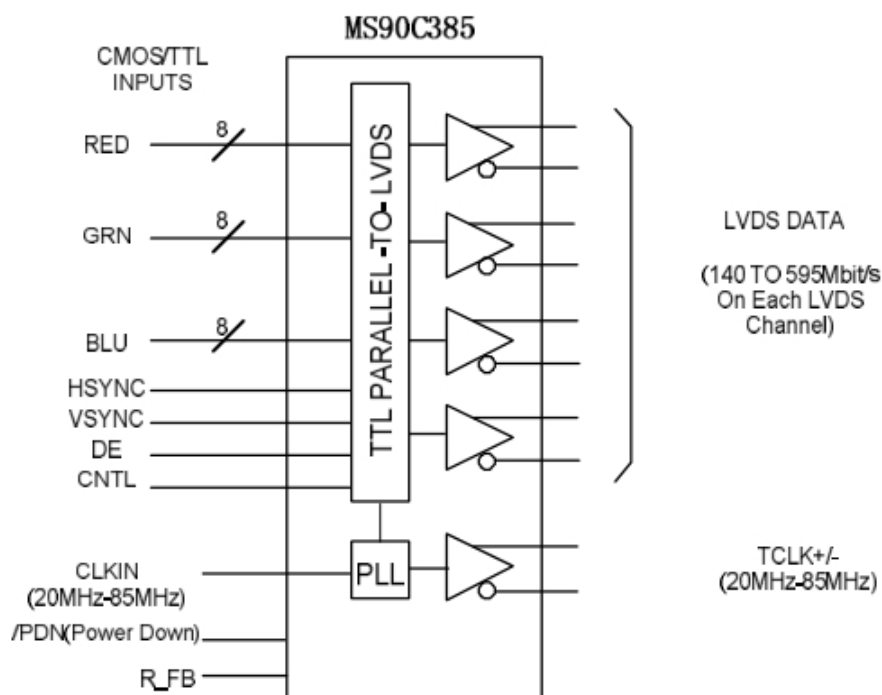 MS90C385
CMOS/TTL
INPUTS
RED
8
GRN
8
BLU
8
HSYNC
VSYNC
DE
CNTL
TTL PARALLEL-TO-LVDS
LVDS DATA
(140 TO 595Mbit/s
On Each LVDS
Channel)
CLKIN
(20MHz-85MHz)
PLL
TCLK+/-
(20MHz-85MHz)
/PDN(Power Down)
R_FB